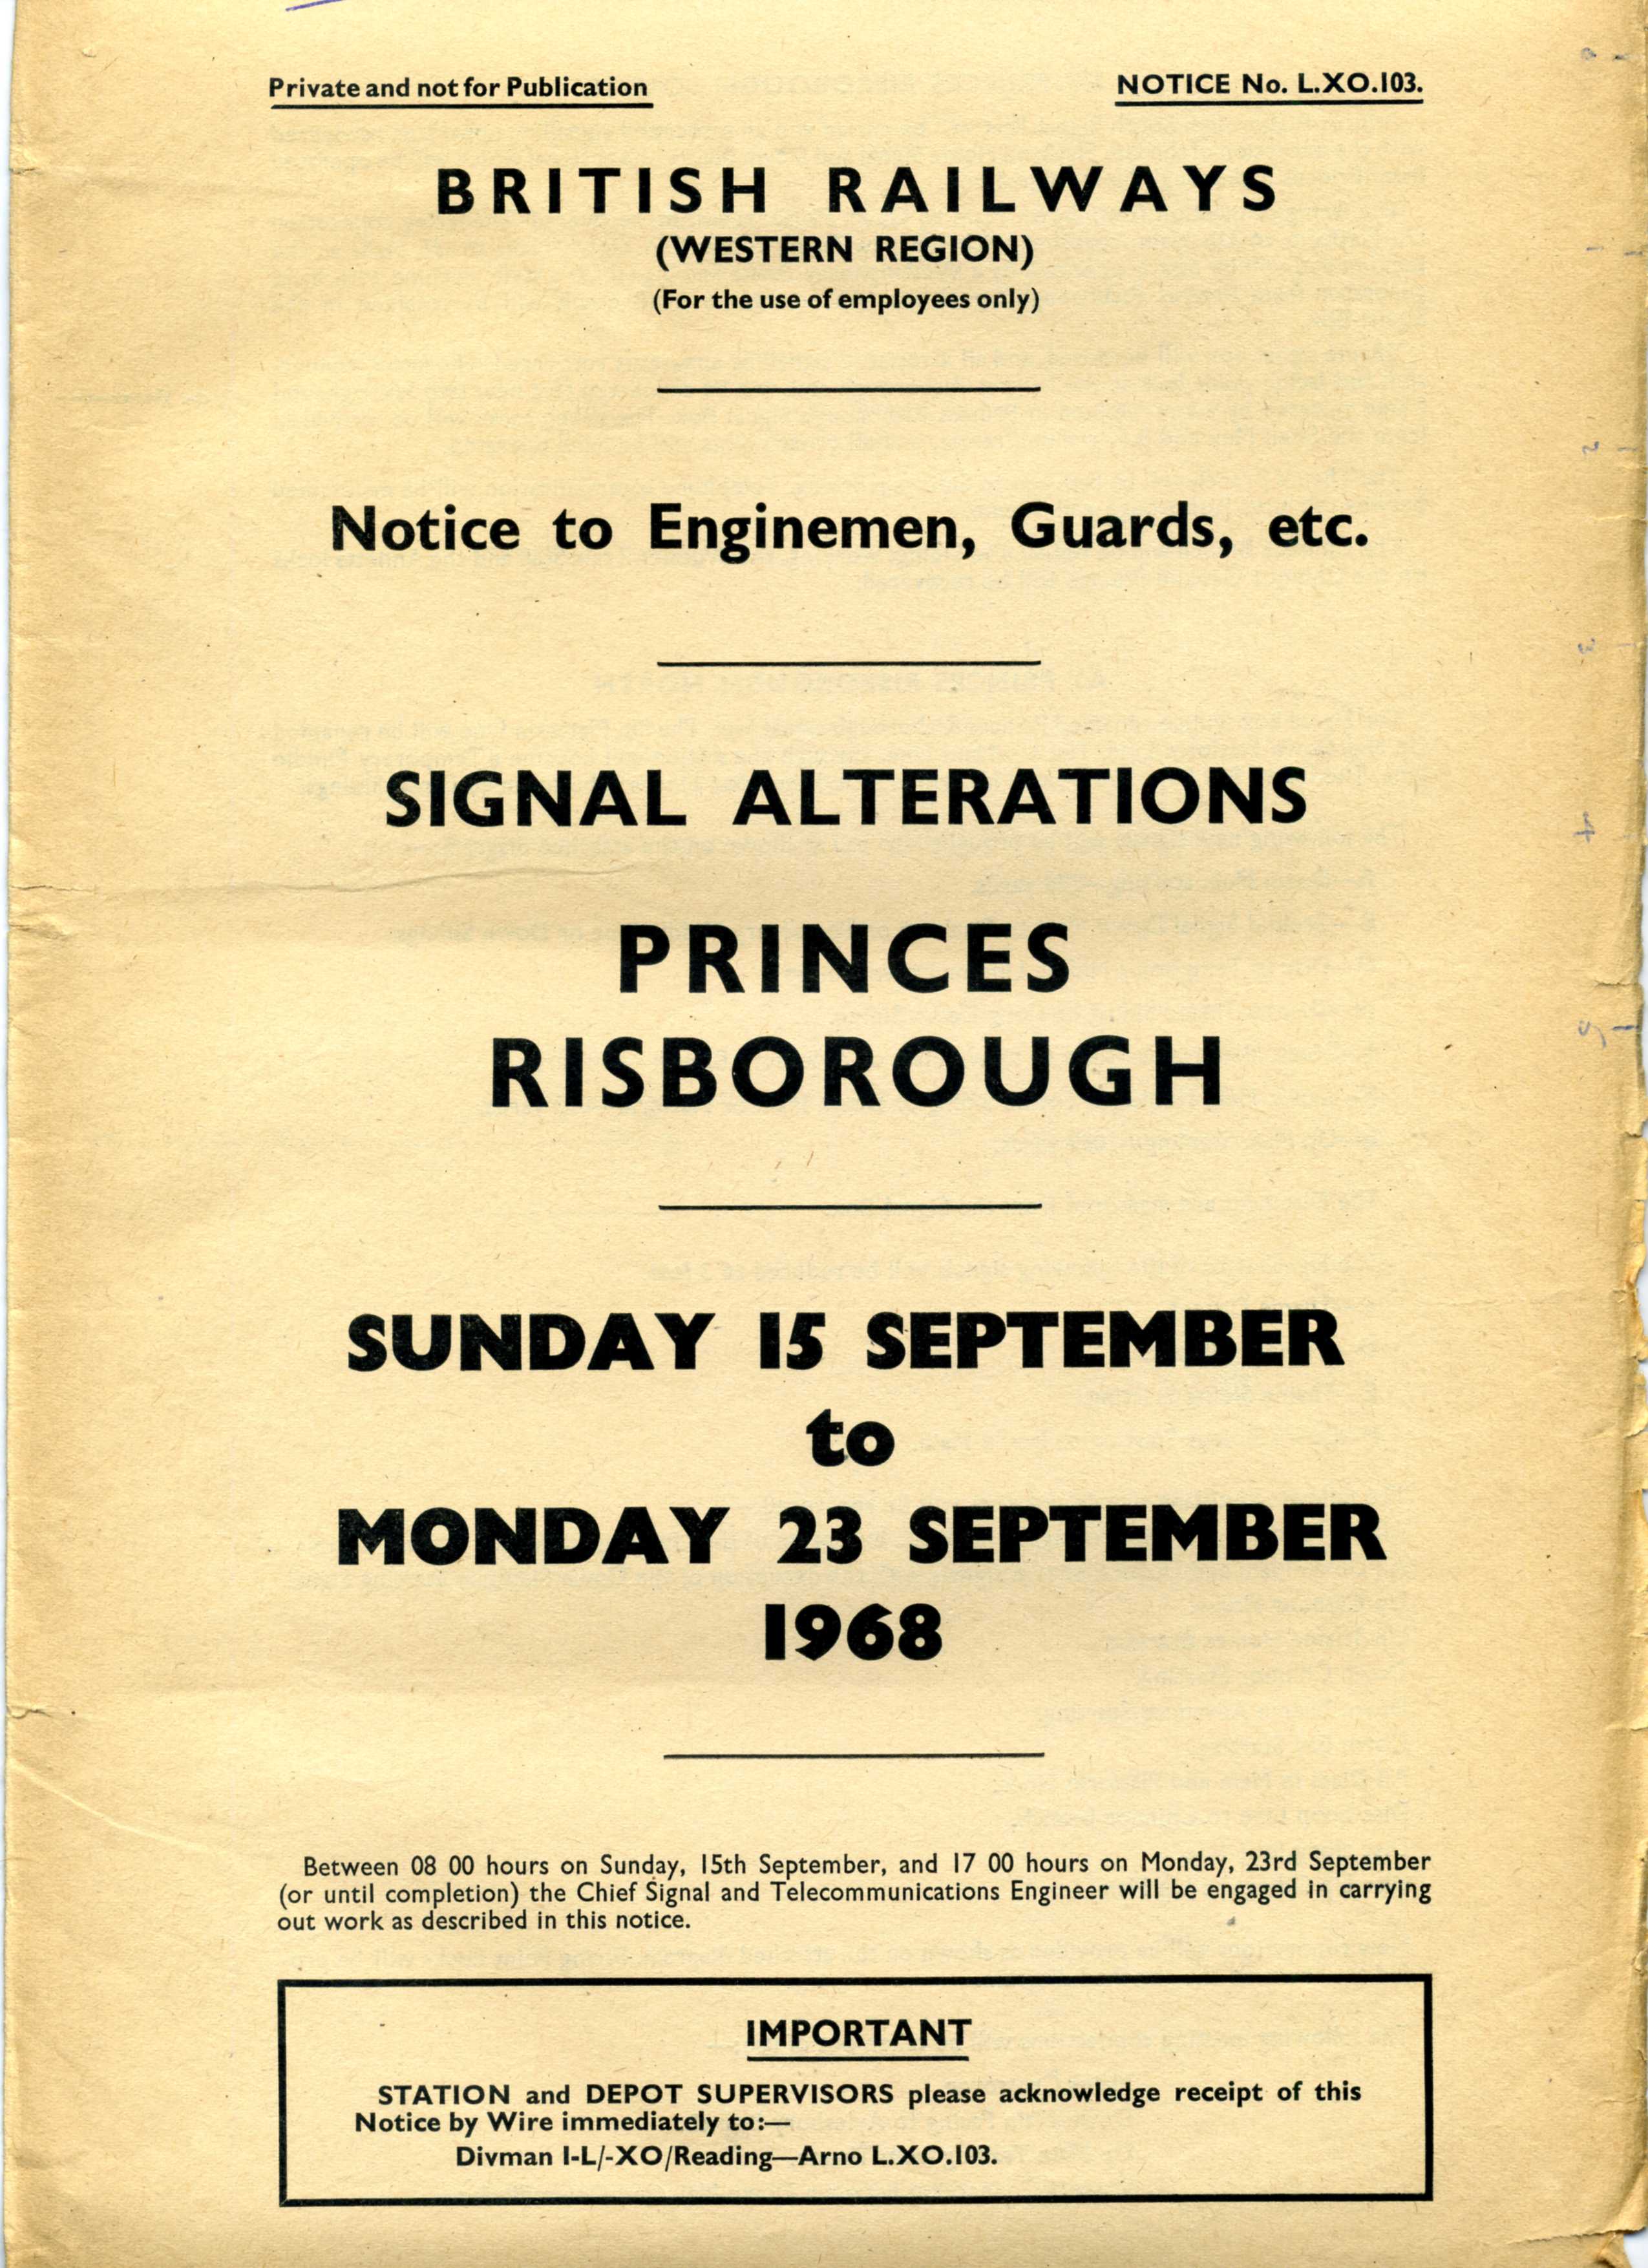 Private and not for Publication
NOTICE No. L.XO.103.
BRITISH RAILWAYS
(WESTERN REGION)
(For the use of employees only)
Notice to Enginemen, Guards, etc.
SIGNAL ALTERATIONS
PRINCES
RISBOROUGH
SUNDAY 15 SEPTEMBER
to
MONDAY 23 SEPTEMBER
1968
Between 08 00 hours on Sunday, 15th September, and 17 00 hours on Monday, 23rd September
(or until completion) the Chief Signal and Telecommunications Engineer will be engaged in carrying
out work as described in this notice.
IMPORTANT
STATION and DEPOT SUPERVISORS please acknowledge receipt of this
Notice by Wire immediately to:—
Divman I-L/-XO/Reading—Arno L.XO.103.